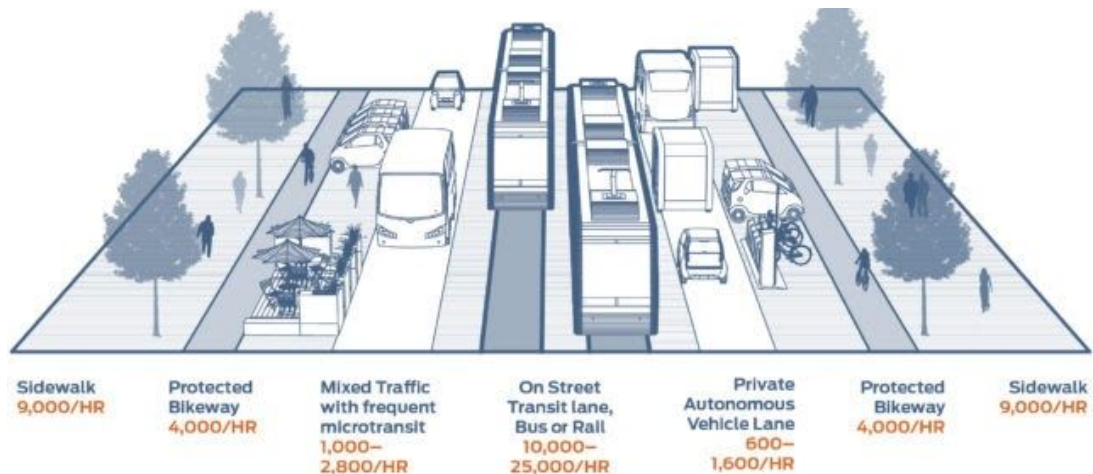 Sidewalk
9,000/HR
Protected
Bikeway
4,000/HR
Mixed Traffic
with frequent
microtransit
1,000–
2,800/HR
On Street
Transit lane,
Bus or Rail
10,000–
25,000/HR
Private
Autonomous
Vehicle Lane
600–
1,600/HR
Protected
Bikeway
4,000/HR
Sidewalk
9,000/HR